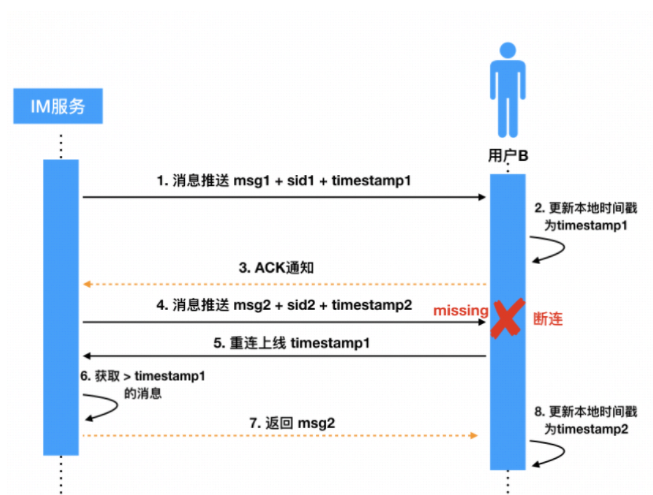 IM服务
用户B
1. 消息推送 msg1 + sid1 + timestamp1
2. 更新本地时间戳
为timestamp1
3. ACK通知
4. 消息推送 msg2 + sid2 + timestamp2
missing
断连
5. 重连上线 timestamp1
6. 获取 > timestamp1
的消息
7. 返回 msg2
8. 更新本地时间戳
为timestamp2